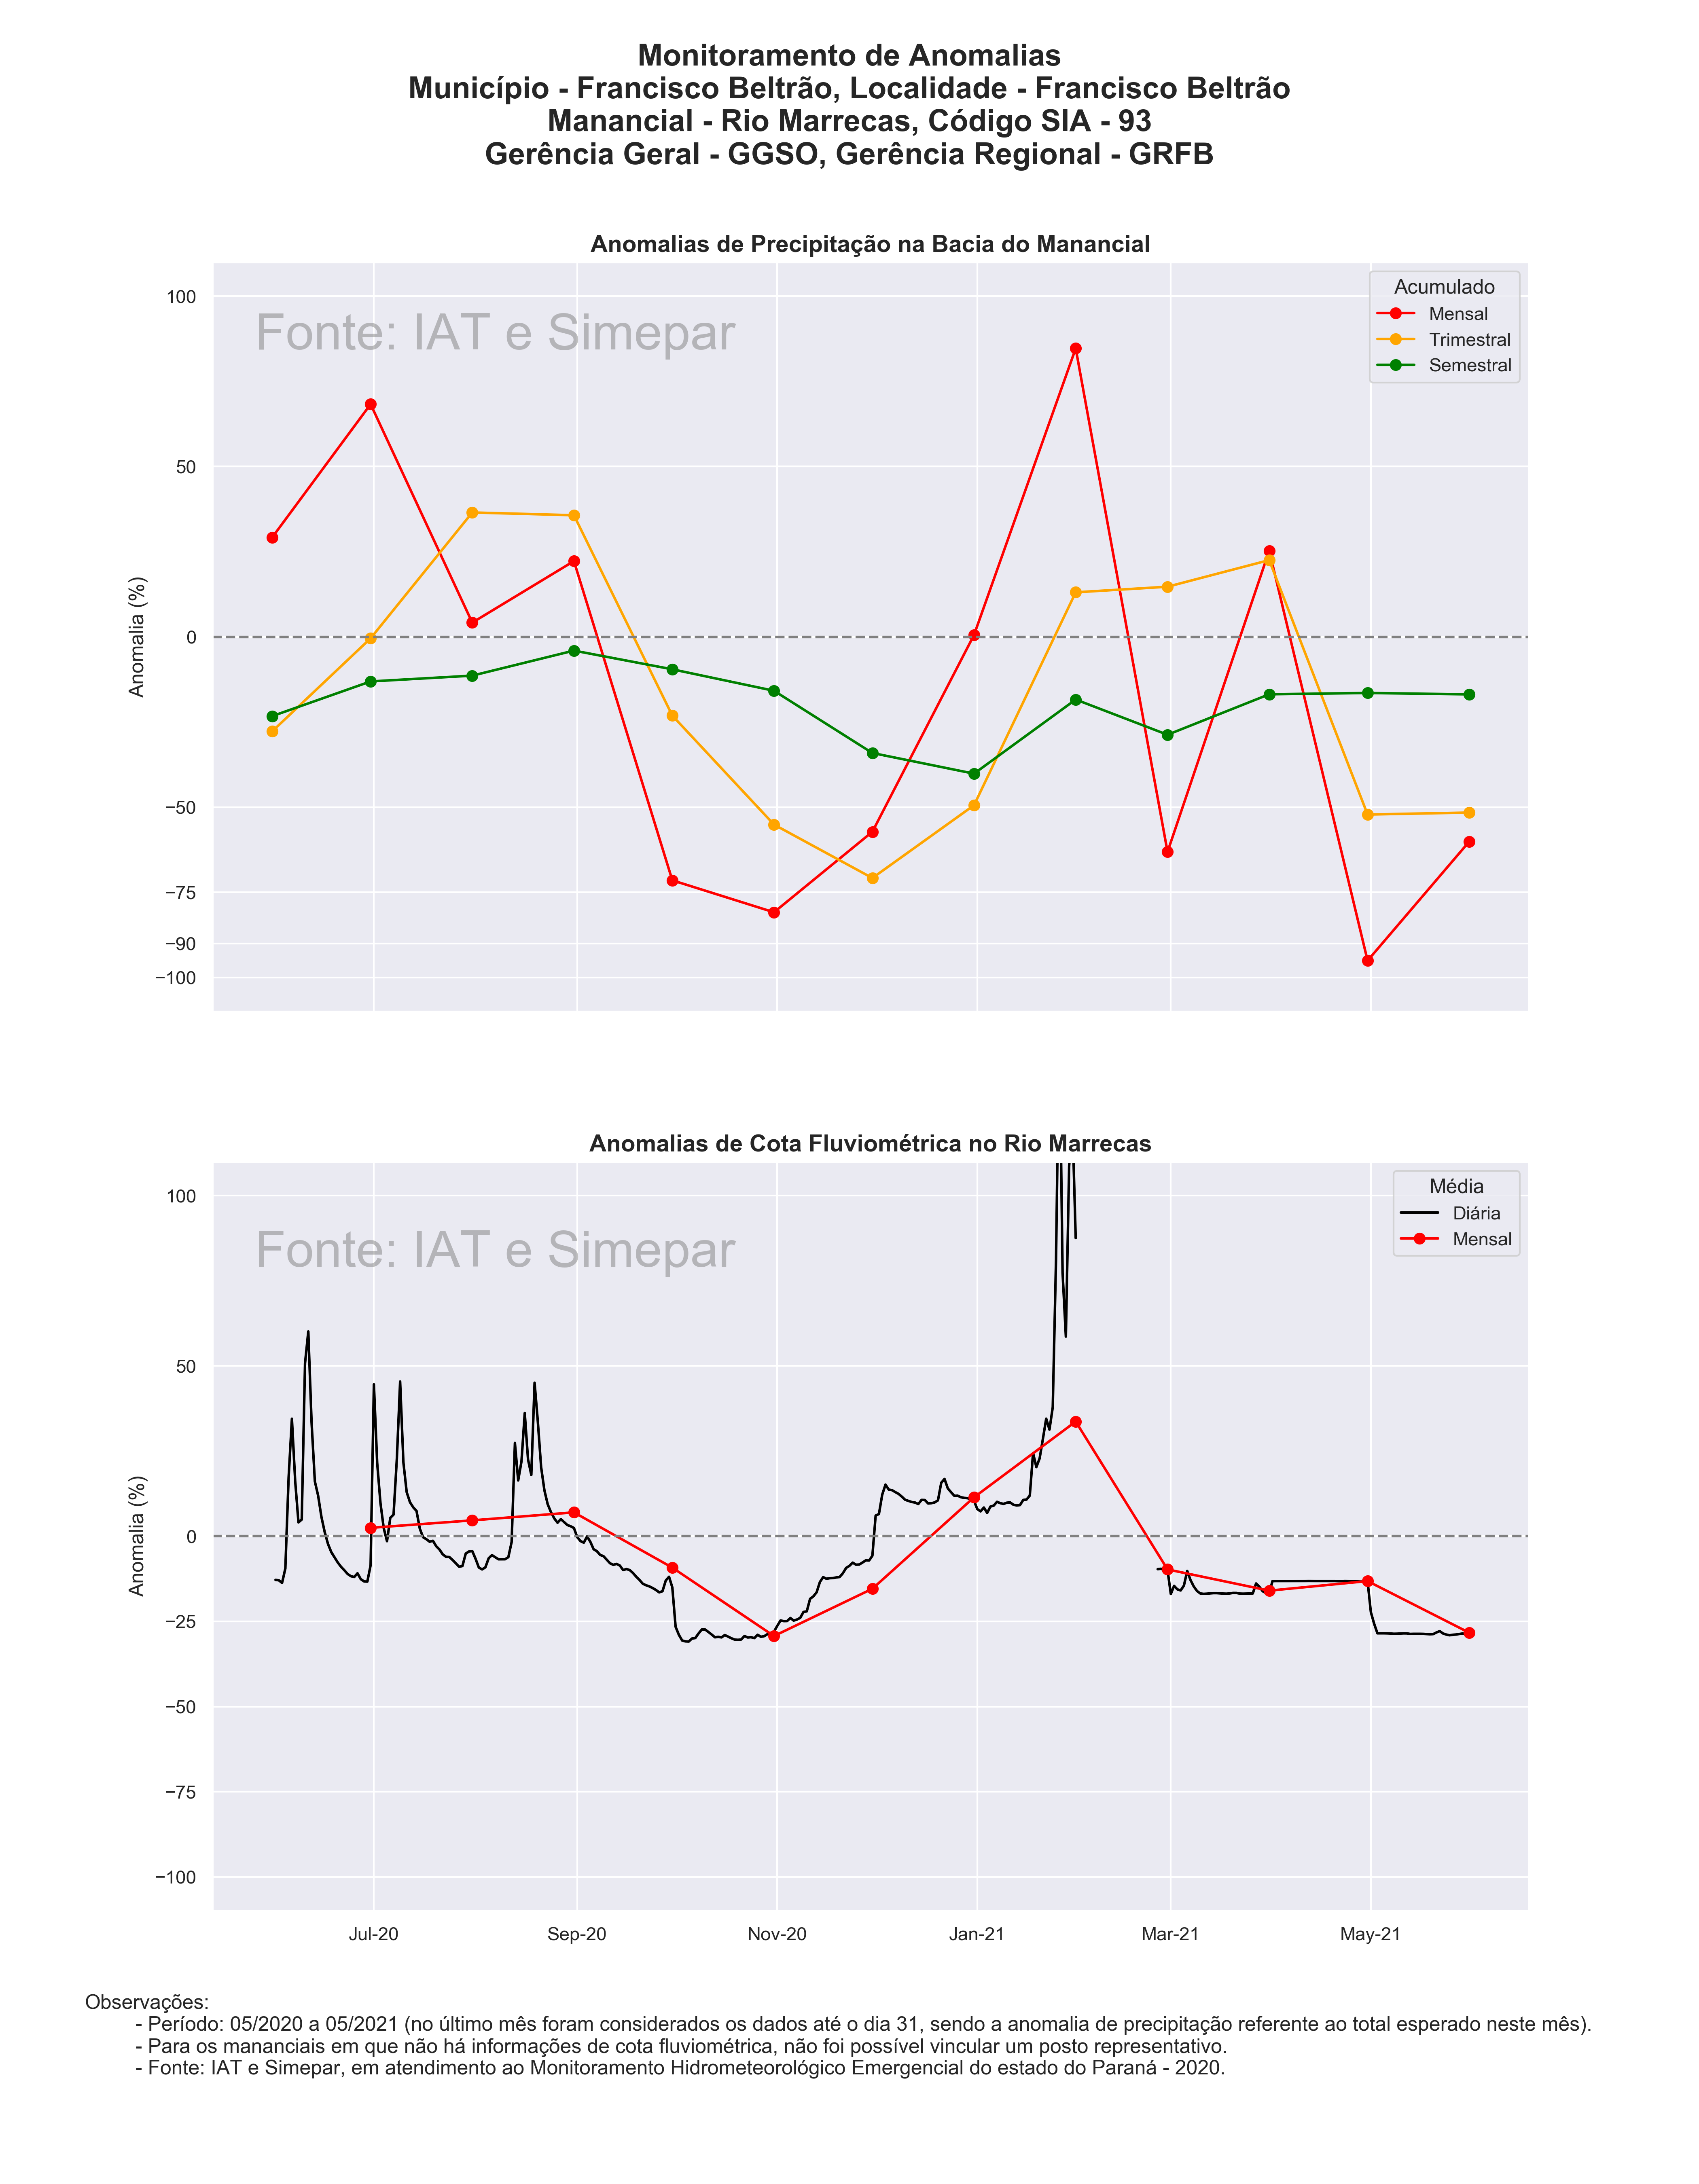 Monitoramento de Anomalias
Município - Francisco Beltrão, Localidade - Francisco Beltrão
Manancial - Rio Marrecas, Código SIA - 93
Gerência Geral - GGSO, Gerência Regional - GRFB
Anomalias de Precipitação na Bacia do Manancial
Fonte: IAT e Simepar
Acumulado
Mensal
Trimestral
Semestral
Anomalia (%)
100
50
0
−50
−75
−90
−100
Anomalias de Cota Fluviométrica no Rio Marrecas
Fonte: IAT e Simepar
Média
Diária
Mensal
Anomalia (%)
100
50
0
−25
−50
−75
−100
Jul-20 Sep-20 Nov-20 Jan-21 Mar-21 May-21
Observações:
- Período: 05/2020 a 05/2021 (no último mês foram considerados os dados até o dia 31, sendo a anomalia de precipitação referente ao total esperado neste mês).
- Para os mananciais em que não há informações de cota fluviométrica, não foi possível vincular um posto representativo.
- Fonte: IAT e Simepar, em atendimento ao Monitoramento Hidrometeorológico Emergencial do estado do Paraná - 2020.